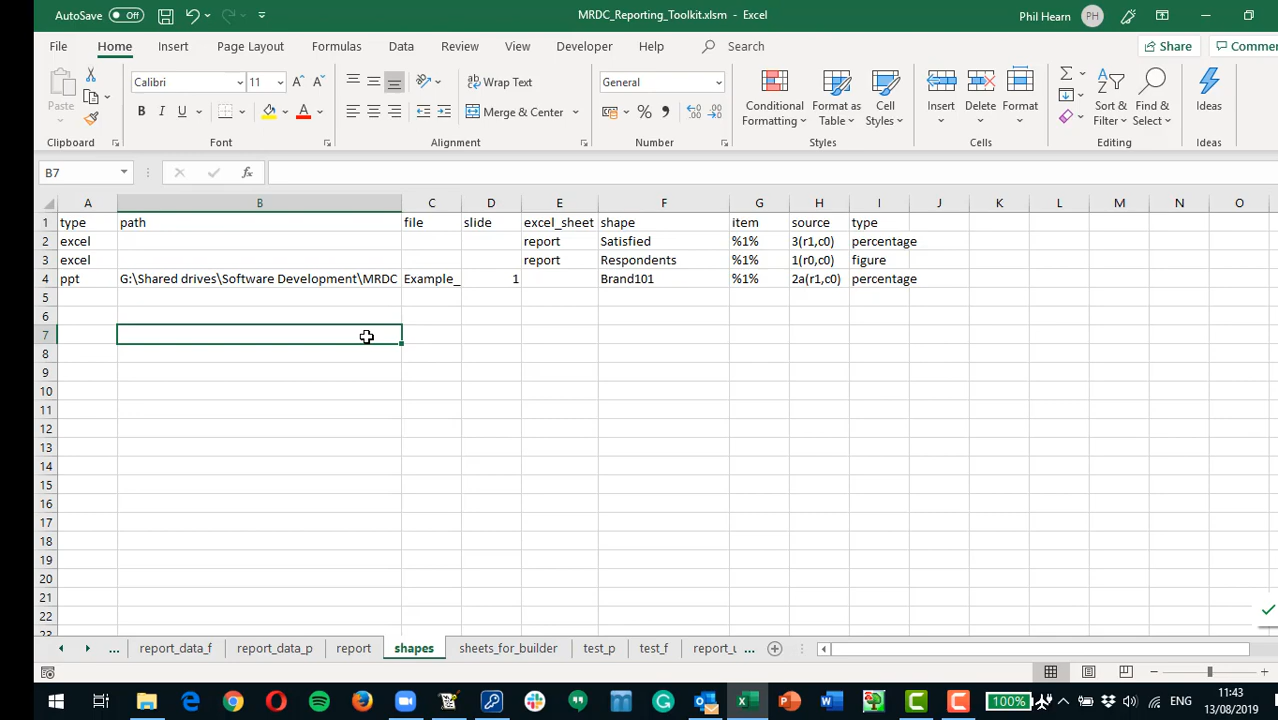 AutoSave Off MRDC_Reporting_Toolkit.xlsm - Excel Phil Hearn PH
File Home Insert Page Layout Formulas Data Review View Developer Help Search Share Comme
Paste Calibri 11 Wrap Text General Conditional Formatting Format as Table Cell Styles Insert Delete Format Sort & Filter Find & Select Ideas
B I U Merge & Center % ,
Clipboard Font Alignment Number Styles Cells Editing Ideas
B7 fx
A B C D E F G H I J K L M N O
1 type path file slide excel_sheet shape item source type
2 excel report Satisfied %1% 3(r1,c0) percentage
3 excel report Respondents %1% 1(r0,c0) figure
4 ppt G:\Shared drives\Software Development\MRDC Example_ 1 Brand101 %1% 2a(r1,c0) percentage
5
6
7
8
9
10
11
12
13
14
15
16
17
18
19
20
21
22
23
... report_data_f report_data_p report shapes sheets_for_builder test_p test_f report_u ...
100% ENG 11:43
13/08/2019